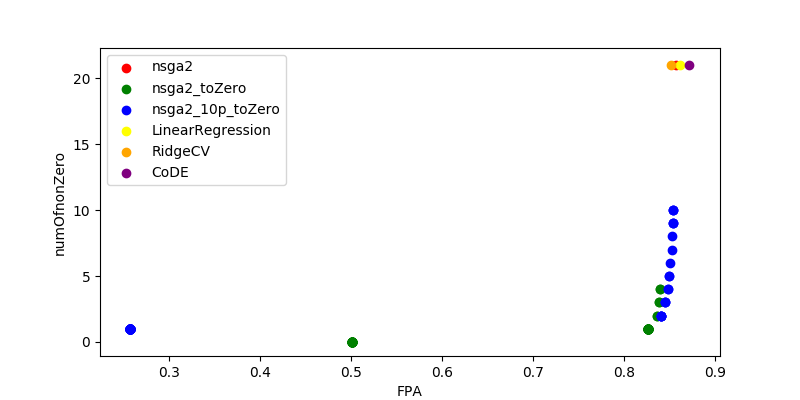 nsga2
nsga2_toZero
nsga2_10p_toZero
LinearRegression
RidgeCV
CoDE
numOfnonZero
20
15
10
5
0
0.3 0.4 0.5 0.6 0.7 0.8 0.9
FPA